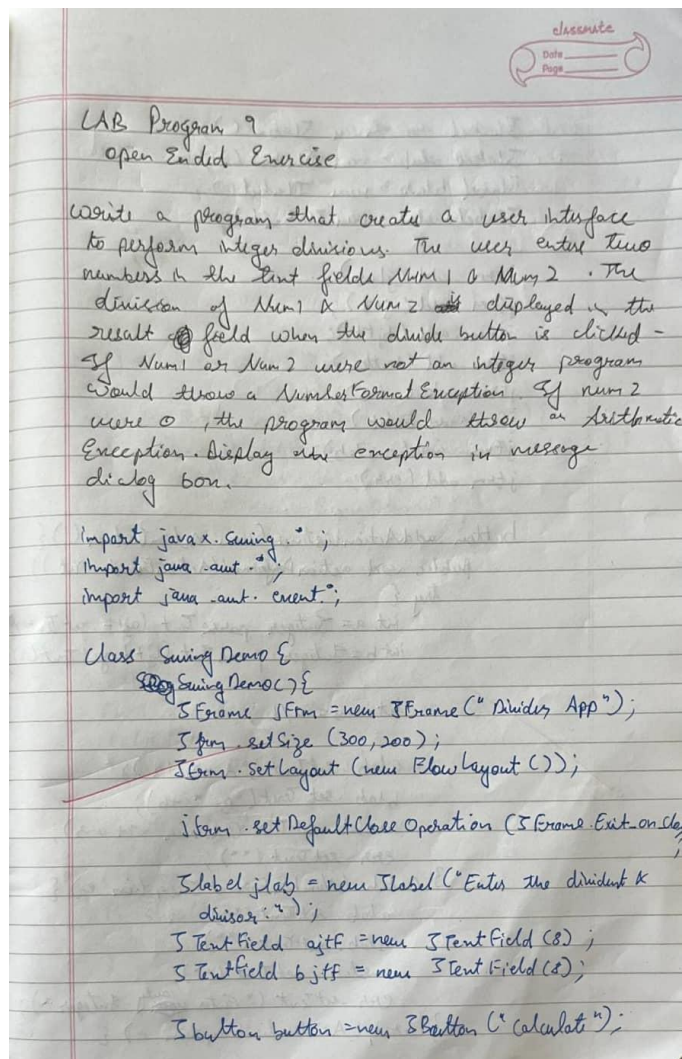 classmate
Date
Page
LAB Program 9
open Ended Exercise
Write a program that creates a user interface
to perform integer divisions. The user enters two
numbers in the text fields Num1 & Num2. The
division of Num1 & Num2 displayed in the
result field when the divide button is clicked -
If Num1 or Num2 were not an integer program
would throw a NumberFormatException. If num2
were 0, the program would throw an Arithmetic
Exception. Display the exception in message
dialog box.
import javax.swing.*;
import java.awt.*;
import java.awt.event.*;
class SwingDemo {
SwingDemo() {
JFrame jFrm = new JFrame("Divider App");
Jfrm.setSize(300,200);
Jfrm.setLayout(new FlowLayout());
jfrm.setDefaultCloseOperation(JFrame.Exit_on_Clo
;
Jlabel jlab = new JLabel("Enter the divident &
divisor:");
JTextField ajtf = new JTextField(8);
JTextfield bjtf = new JTextField(8);
Jbutton button = new JButton("Calculate");